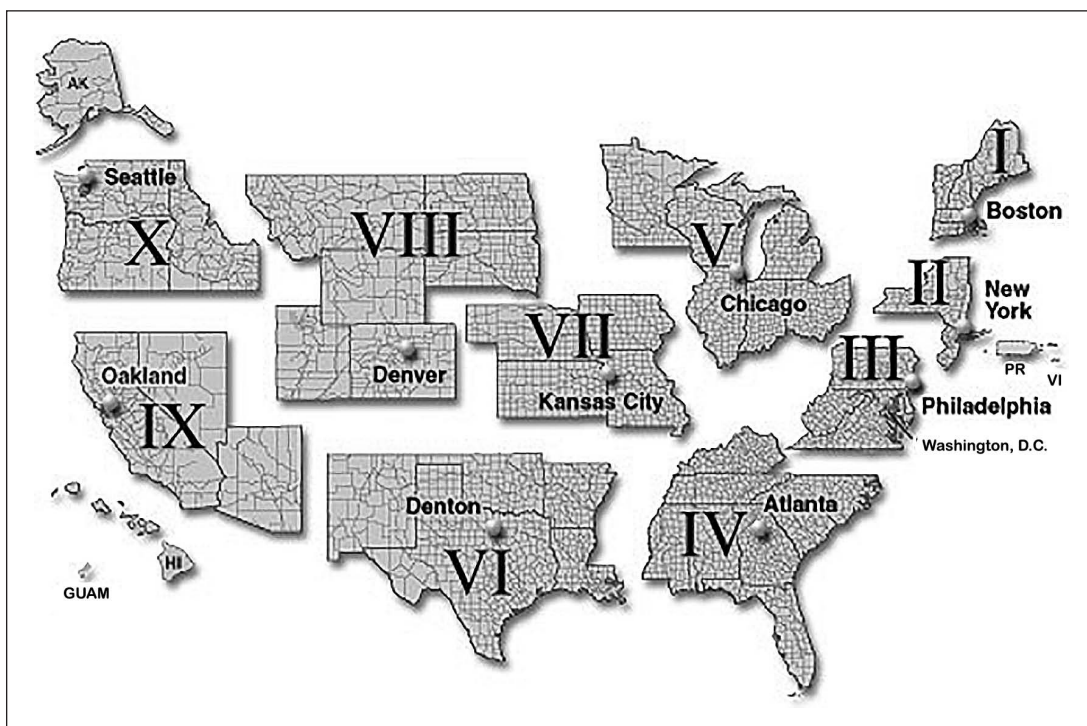 AK
I
Seattle
Boston
X
VIII
V
II
New
York
Chicago
VII
III
PR
VI
Oakland
Denver
Kansas City
Philadelphia
IX
Washington, D.C.
Denton
Atlanta
IV
VI
HI
GUAM